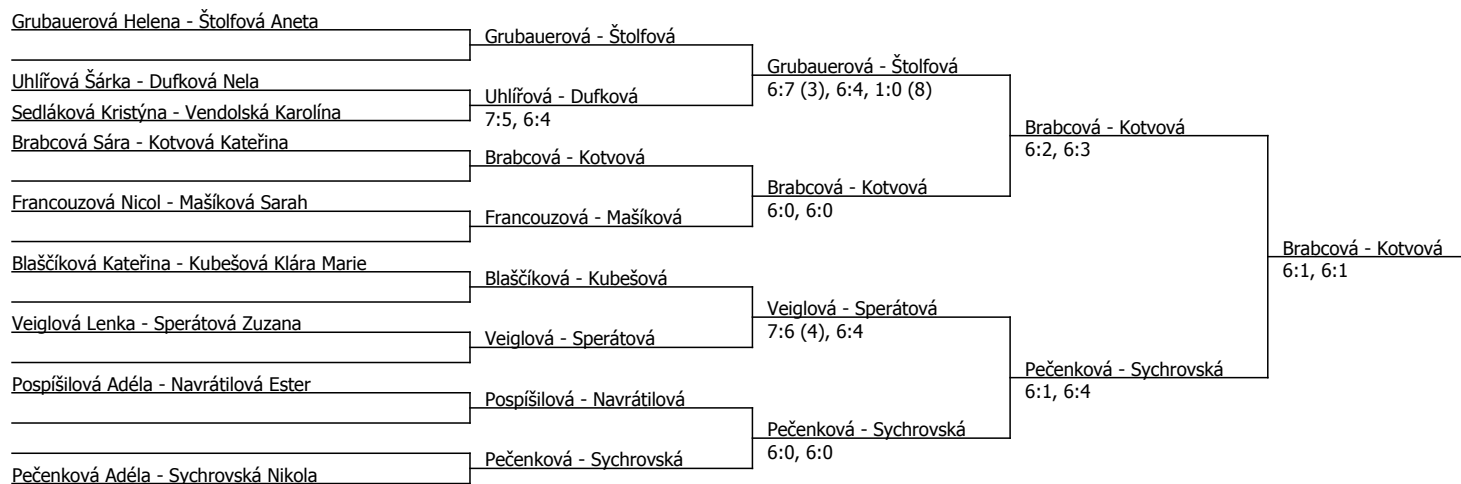 Grubauerová Helena - Štolfová Aneta
Uhlířová Šárka - Dufková Nela
Sedláková Kristýna - Vendolská Karolína
Brabcová Sára - Kotvová Kateřina
Francouzová Nicol - Mašíková Sarah
Blaščíková Kateřina - Kubešová Klára Marie
Veiglová Lenka - Sperátová Zuzana
Pospíšilová Adéla - Navrátilová Ester
Pečenková Adéla - Sychrovská Nikola
Grubauerová - Štolfová
Uhlířová - Dufková
7:5, 6:4
Brabcová - Kotvová
Francouzová - Mašíková
Blaščíková - Kubešová
Veiglová - Sperátová
Pospíšilová - Navrátilová
Pečenková - Sychrovská
Grubauerová - Štolfová
6:7 (3), 6:4, 1:0 (8)
Brabcová - Kotvová
6:0, 6:0
Veiglová - Sperátová
7:6 (4), 6:4
Pečenková - Sychrovská
6:0, 6:0
Brabcová - Kotvová
6:2, 6:3
Pečenková - Sychrovská
6:1, 6:4
Brabcová - Kotvová
6:1, 6:1